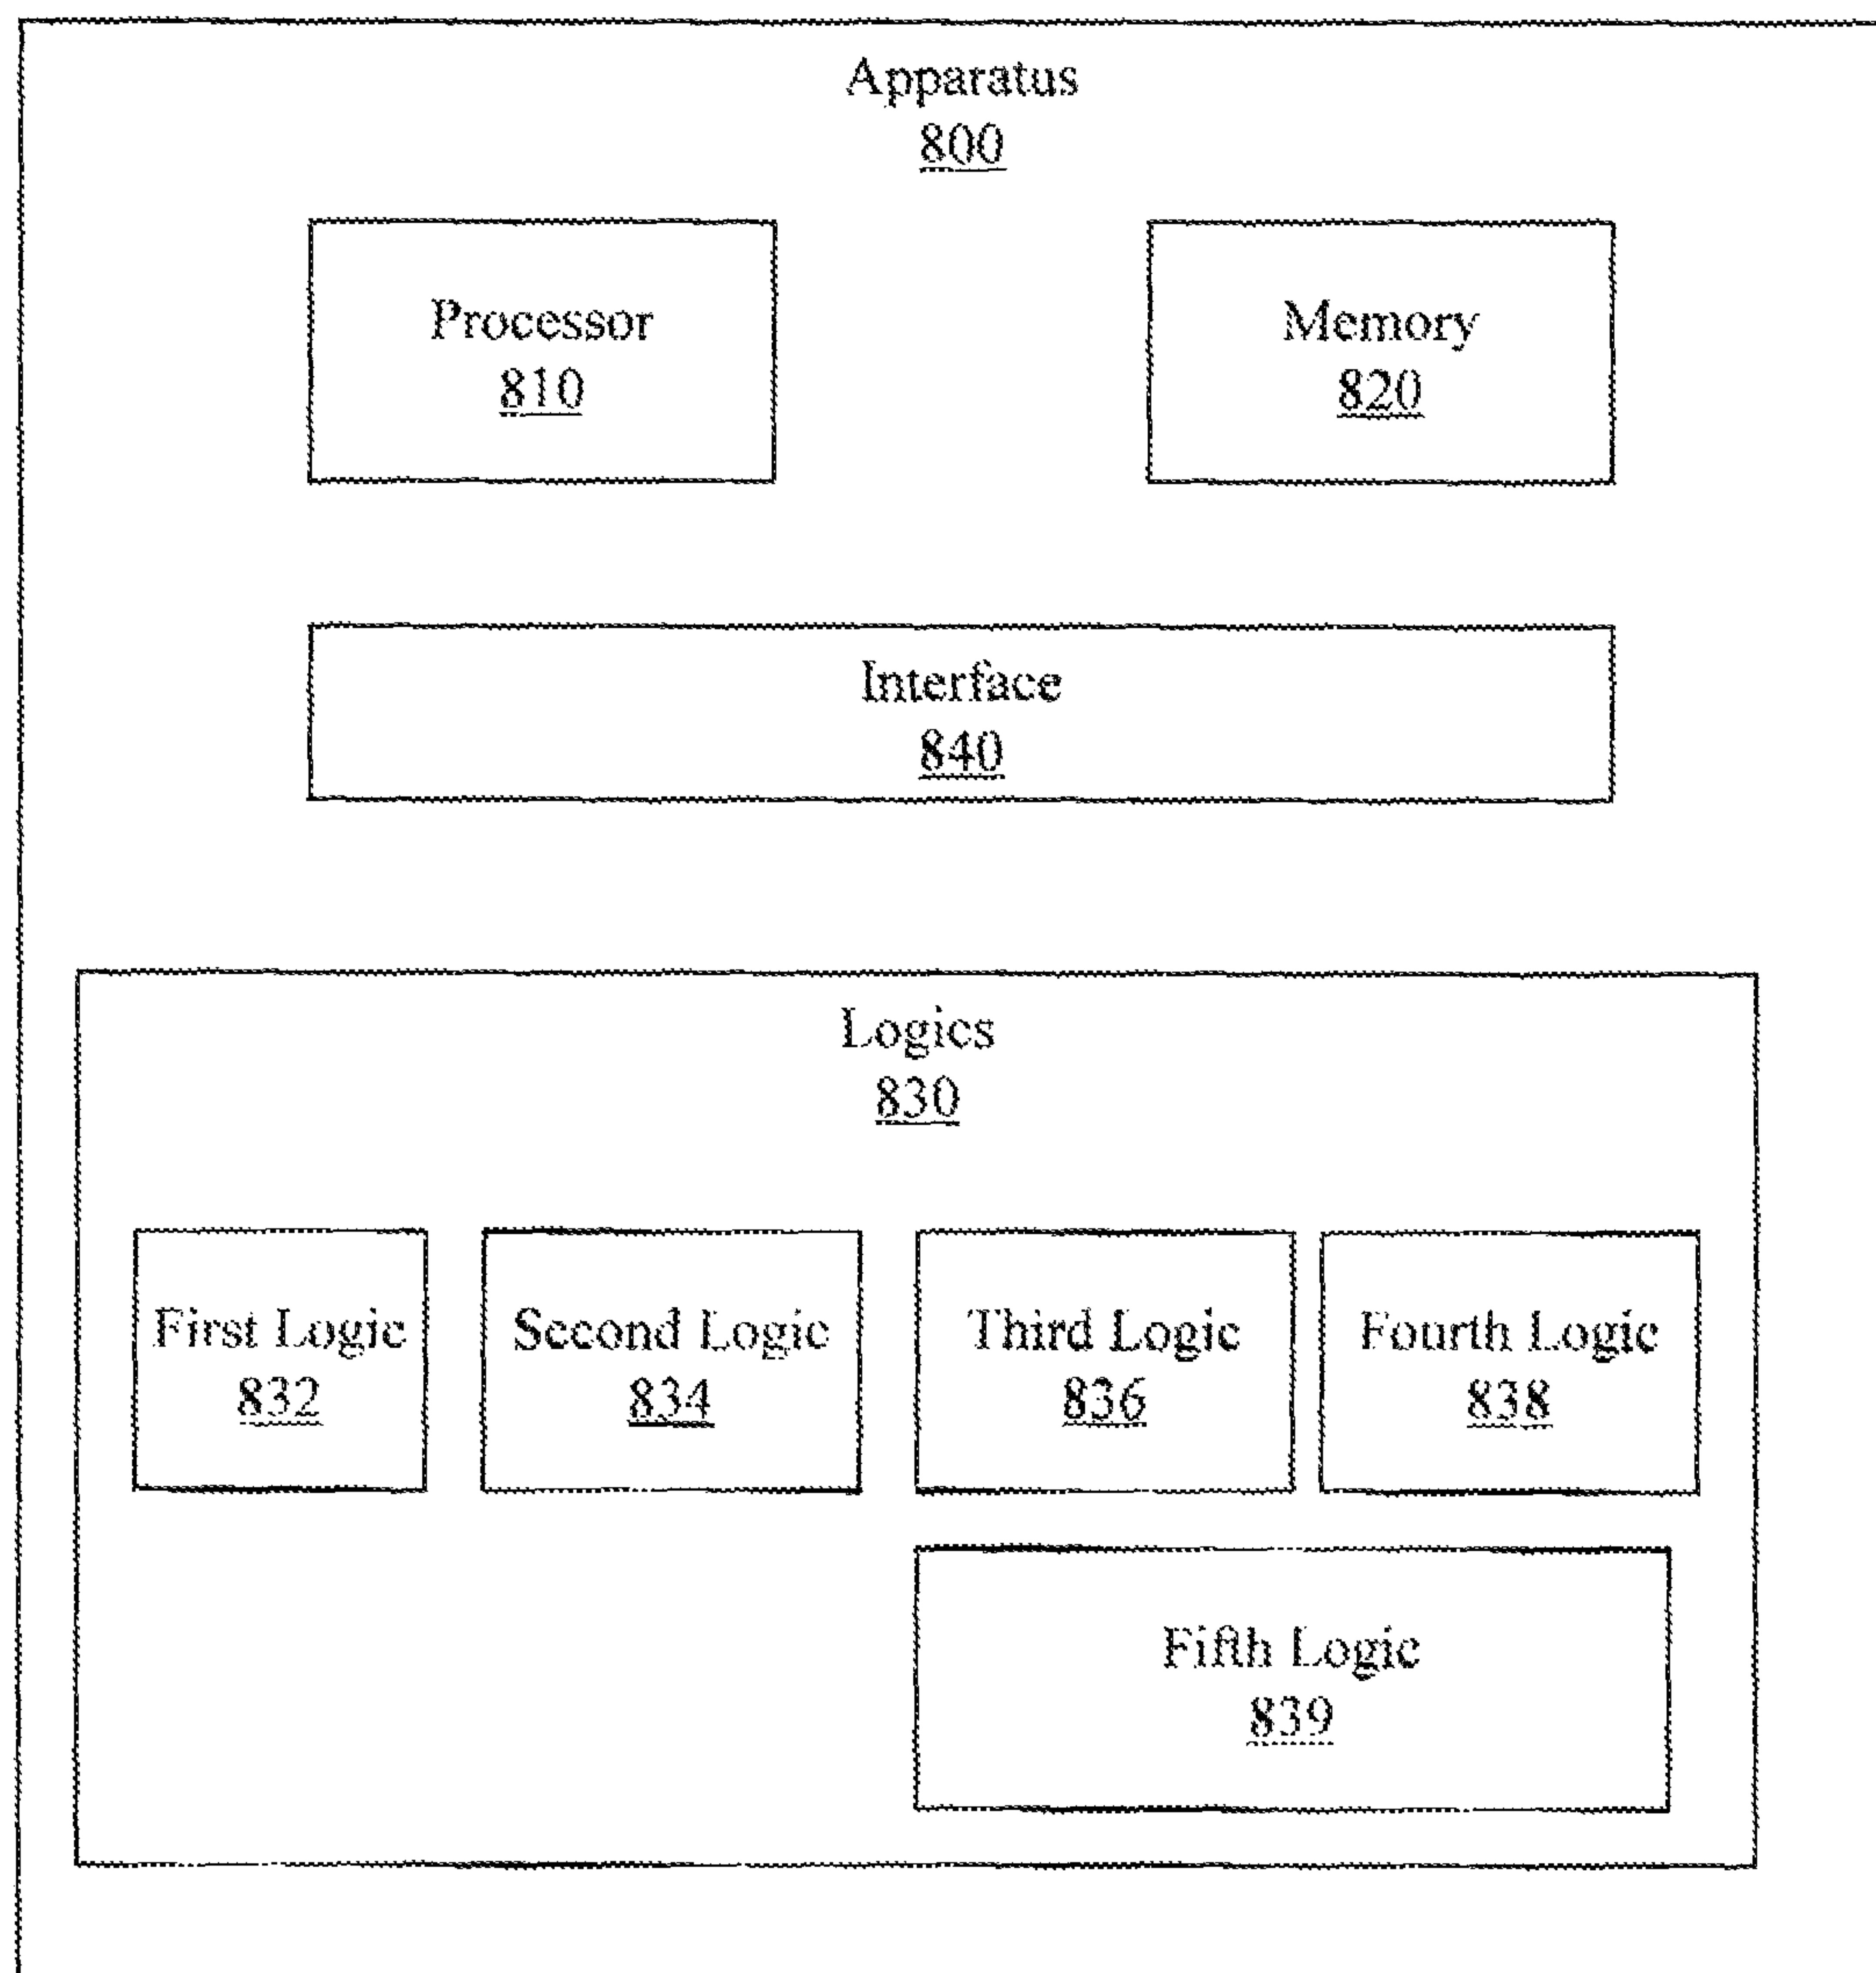 Apparatus
800
Processor
810
Memory
820
Interface
840
Logics
830
First Logic
832
Second Logic
834
Third Logic
836
Fourth Logic
838
Fifth Logic
839